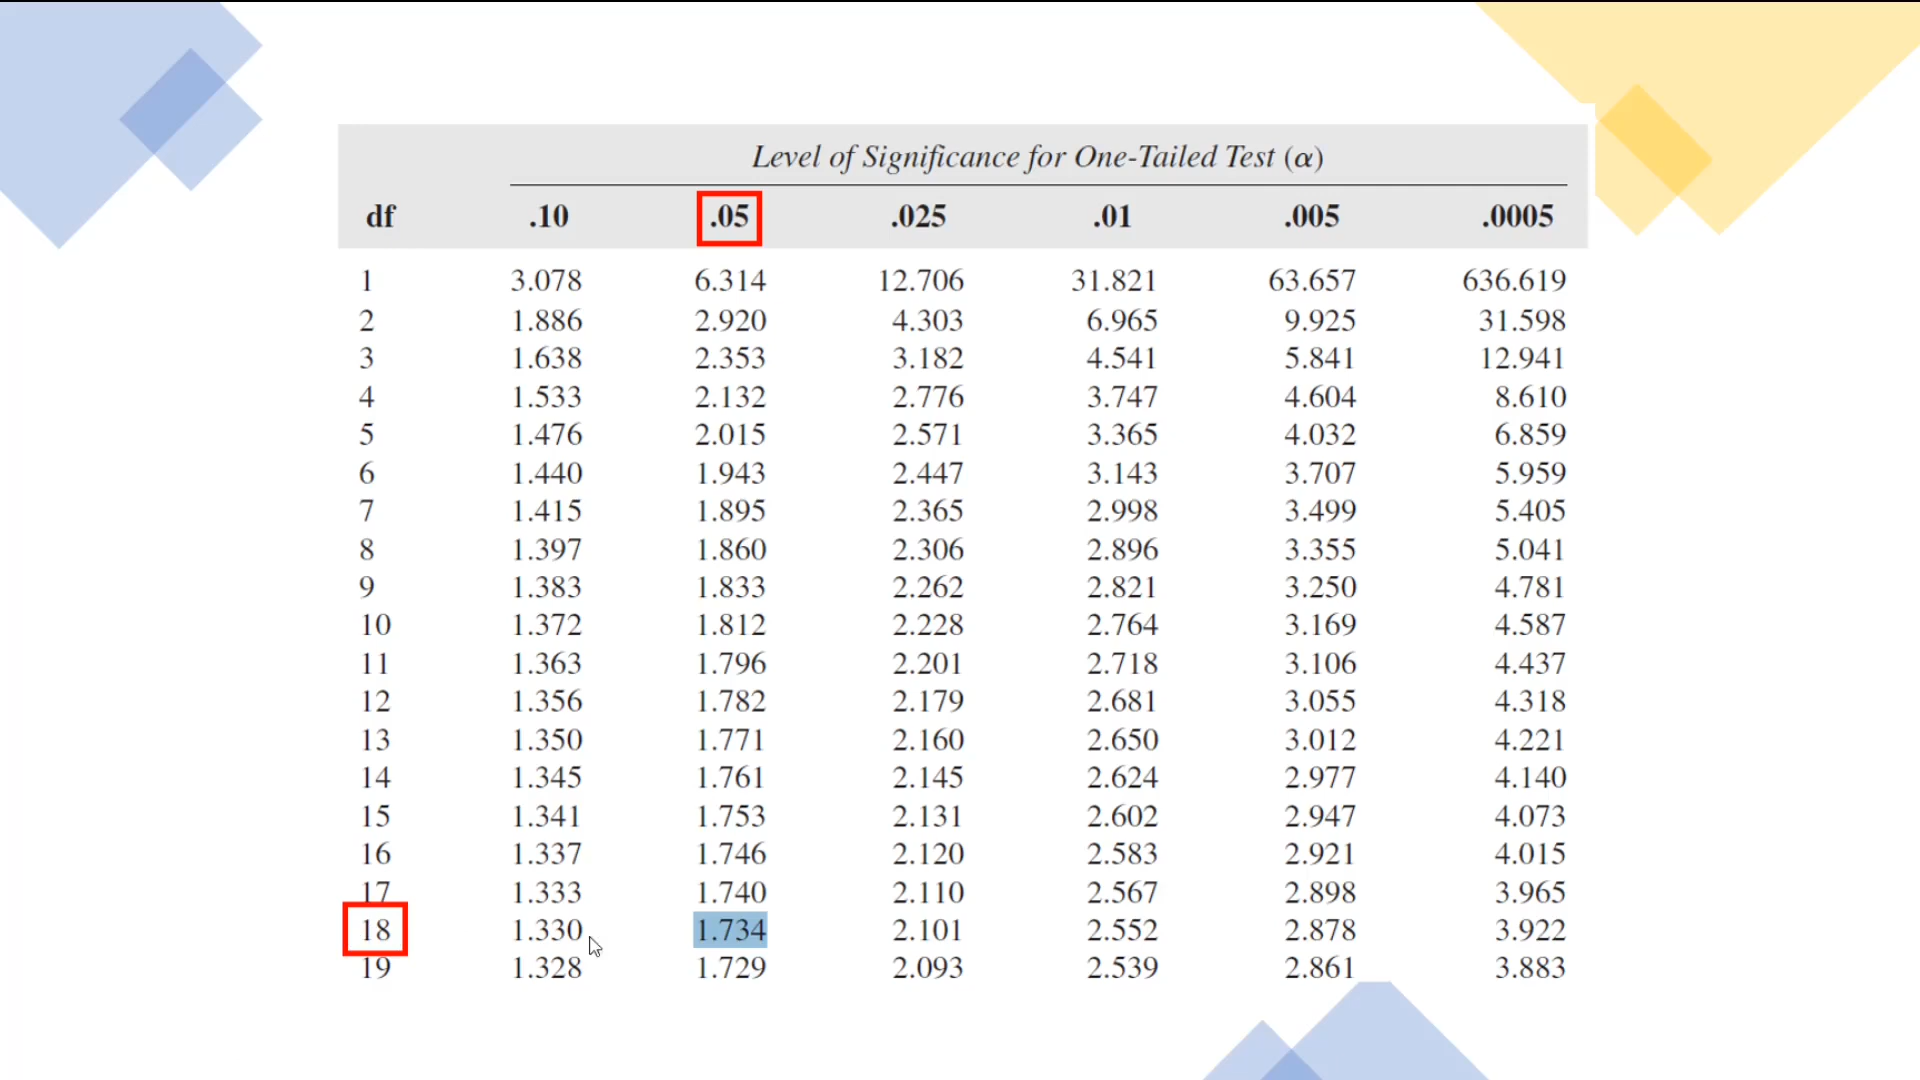 Level of Significance for One-Tailed Test (α)
df .10 .05 .025 .01 .005 .0005
1 3.078 6.314 12.706 31.821 63.657 636.619
2 1.886 2.920 4.303 6.965 9.925 31.598
3 1.638 2.353 3.182 4.541 5.841 12.941
4 1.533 2.132 2.776 3.747 4.604 8.610
5 1.476 2.015 2.571 3.365 4.032 6.859
6 1.440 1.943 2.447 3.143 3.707 5.959
7 1.415 1.895 2.365 2.998 3.499 5.405
8 1.397 1.860 2.306 2.896 3.355 5.041
9 1.383 1.833 2.262 2.821 3.250 4.781
10 1.372 1.812 2.228 2.764 3.169 4.587
11 1.363 1.796 2.201 2.718 3.106 4.437
12 1.356 1.782 2.179 2.681 3.055 4.318
13 1.350 1.771 2.160 2.650 3.012 4.221
14 1.345 1.761 2.145 2.624 2.977 4.140
15 1.341 1.753 2.131 2.602 2.947 4.073
16 1.337 1.746 2.120 2.583 2.921 4.015
17 1.333 1.740 2.110 2.567 2.898 3.965
18 1.330 1.734 2.101 2.552 2.878 3.922
19 1.328 1.729 2.093 2.539 2.861 3.883